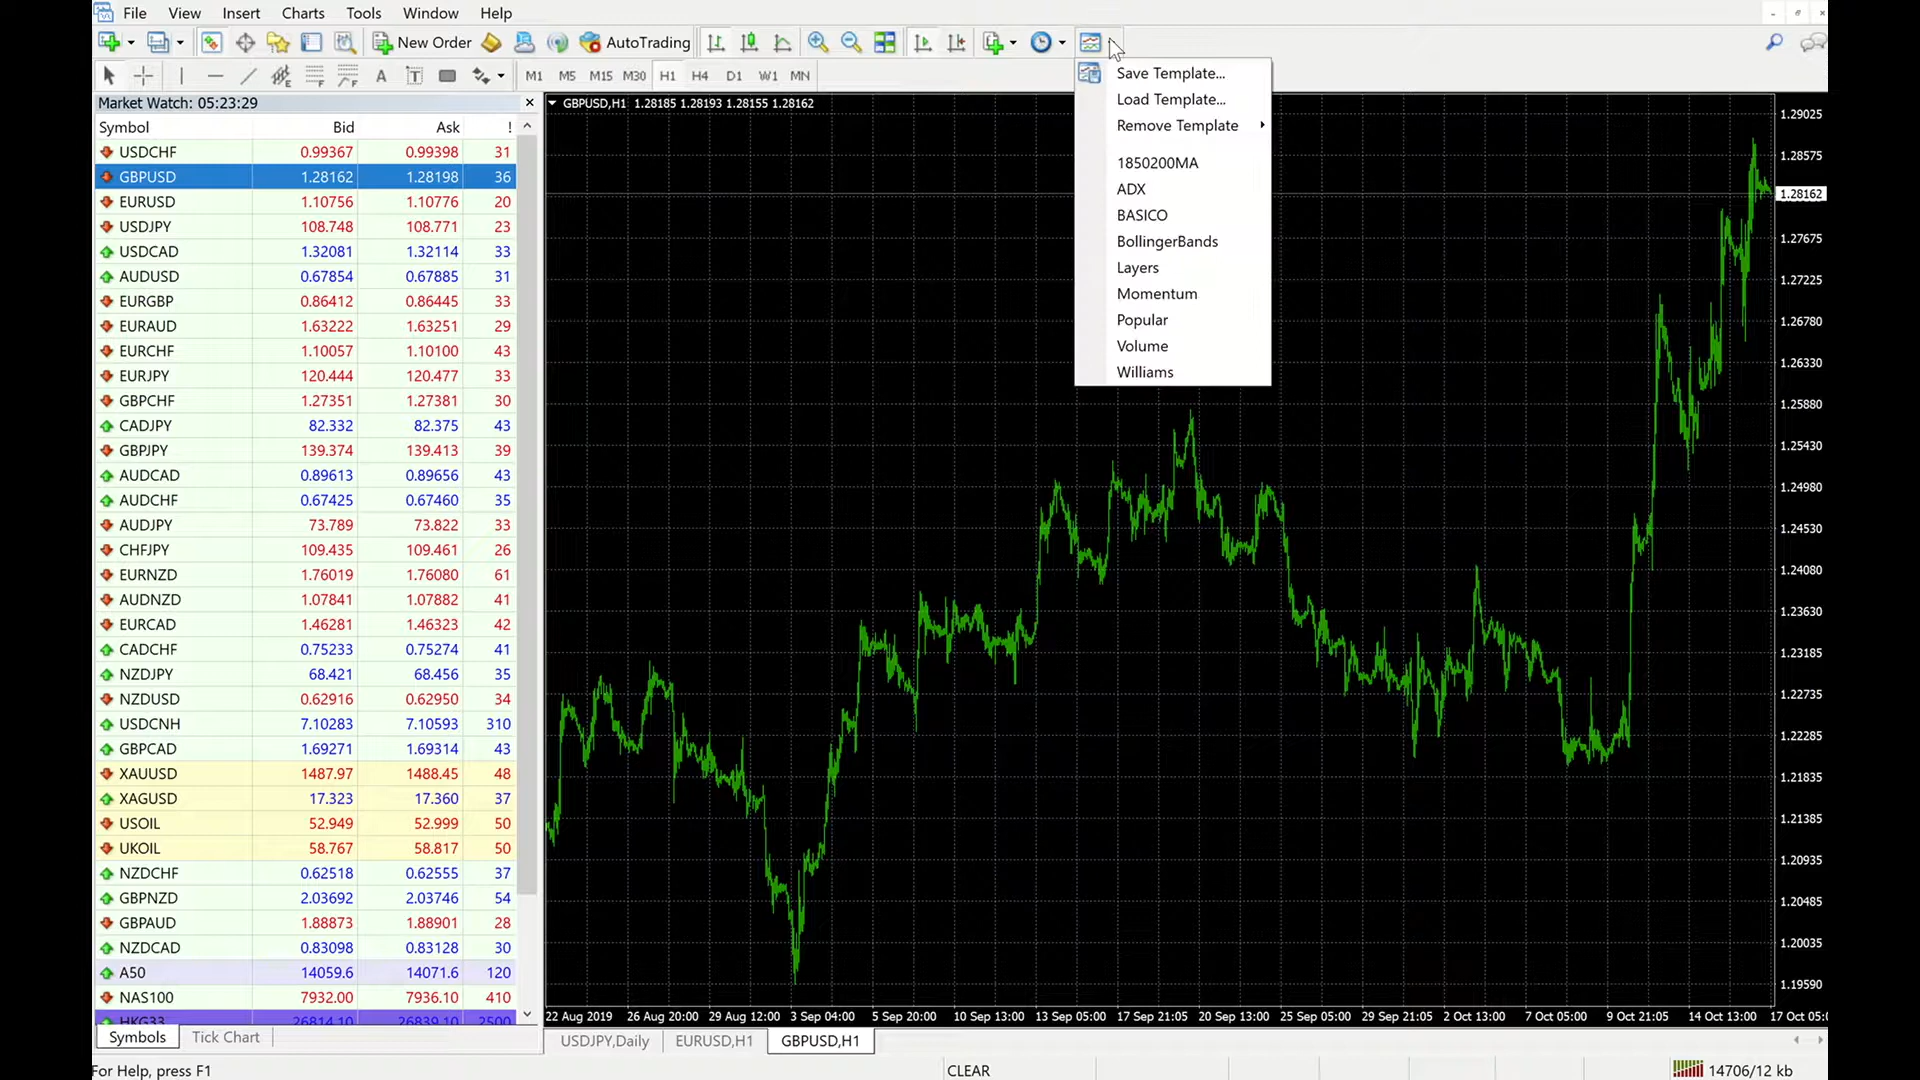 File View Insert Charts Tools Window Help
New Order AutoTrading
A T M1 M5 M15 M30 H1 H4 D1 W1 MN
Market Watch: 05:23:29
Symbol Bid Ask !
USDCHF 0.99367 0.99398 31
GBPUSD 1.28162 1.28198 36
EURUSD 1.10756 1.10776 20
USDJPY 108.748 108.771 23
USDCAD 1.32081 1.32114 33
AUDUSD 0.67854 0.67885 31
EURGBP 0.86412 0.86445 33
EURAUD 1.63222 1.63251 29
EURCHF 1.10057 1.10100 43
EURJPY 120.444 120.477 33
GBPCHF 1.27351 1.27381 30
CADJPY 82.332 82.375 43
GBPJPY 139.374 139.413 39
AUDCAD 0.89613 0.89656 43
AUDCHF 0.67425 0.67460 35
AUDJPY 73.789 73.822 33
CHFJPY 109.435 109.461 26
EURNZD 1.76019 1.76080 61
AUDNZD 1.07841 1.07882 41
EURCAD 1.46281 1.46323 42
CADCHF 0.75233 0.75274 41
NZDJPY 68.421 68.456 35
NZDUSD 0.62916 0.62950 34
USDCNH 7.10283 7.10593 310
GBPCAD 1.69271 1.69314 43
XAUUSD 1487.97 1488.45 48
XAGUSD 17.323 17.360 37
USOIL 52.949 52.999 50
UKOIL 58.767 58.817 50
NZDCHF 0.62518 0.62555 37
GBPNZD 2.03692 2.03746 54
GBPAUD 1.88873 1.88901 28
NZDCAD 0.83098 0.83128 30
A50 14059.6 14071.6 120
NAS100 7932.00 7936.10 410
HKG33 26814.10 26839.10 2500
Symbols Tick Chart
GBPUSD,H1 1.28185 1.28193 1.28155 1.28162
Save Template...
Load Template...
Remove Template
1850200MA
ADX
BASICO
BollingerBands
Layers
Momentum
Popular
Volume
Williams
1.29025
1.28575
1.28162
1.27675
1.27225
1.26780
1.26330
1.25880
1.25430
1.24980
1.24530
1.24080
1.23630
1.23185
1.22735
1.22285
1.21835
1.21385
1.20935
1.20485
1.20035
1.19590
22 Aug 2019 26 Aug 20:00 29 Aug 12:00 3 Sep 04:00 5 Sep 20:00 10 Sep 13:00 13 Sep 05:00 17 Sep 21:05 20 Sep 13:00 25 Sep 05:00 29 Sep 21:05 2 Oct 13:00 7 Oct 05:00 9 Oct 21:05 14 Oct 13:00 17 Oct 05:
USDJPY,Daily EURUSD,H1 GBPUSD,H1
For Help, press F1 CLEAR 14706/12 kb